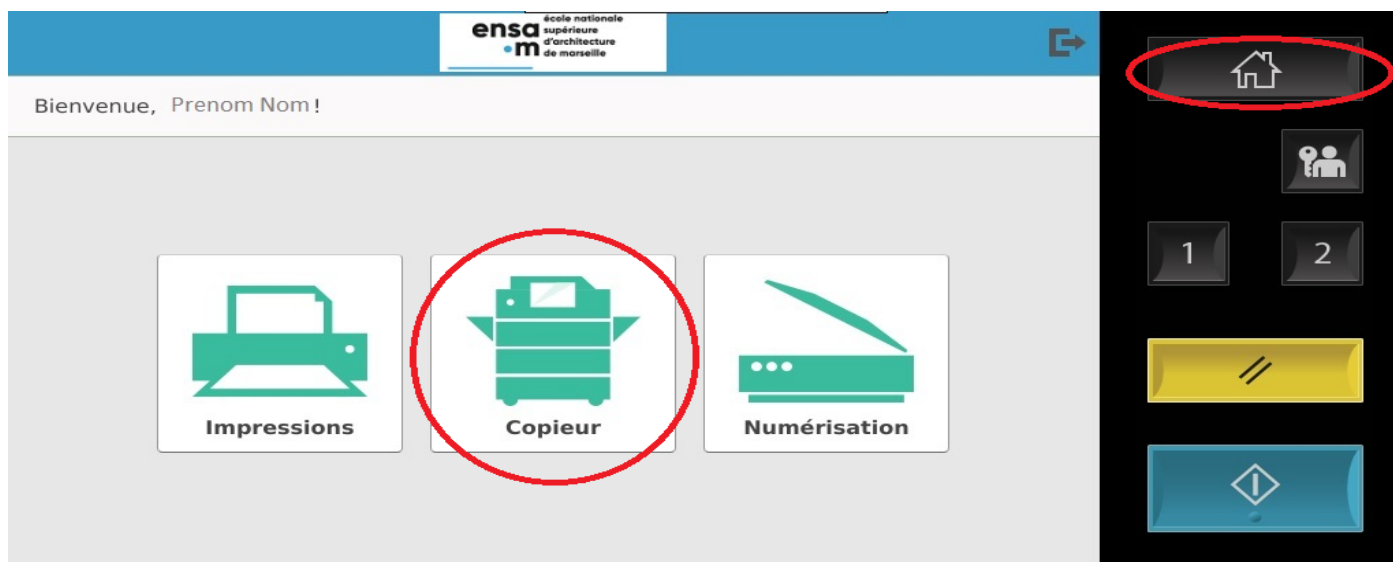 école nationale
ensa supérieure
•m d'architecture
de marseille
Bienvenue, Prenom Nom!
1 2
Impressions Copieur Numérisation